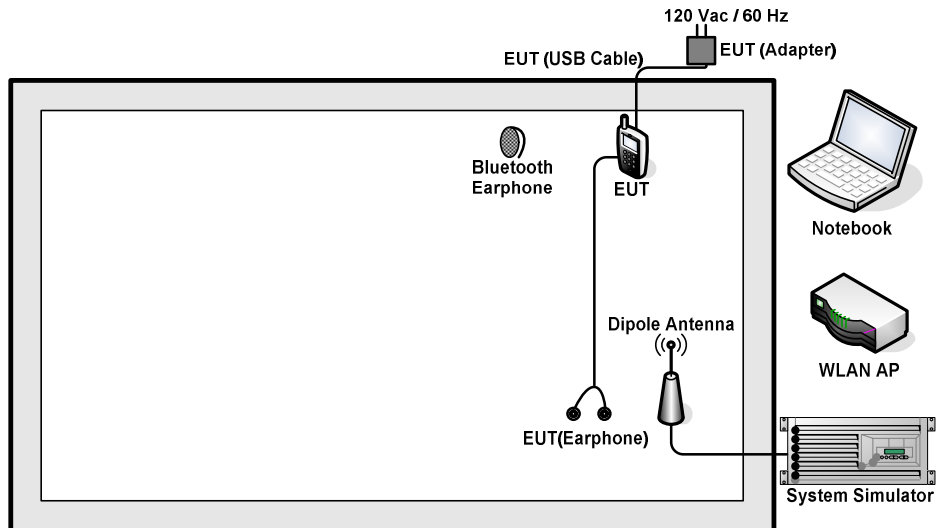 120 Vac / 60 Hz
EUT (USB Cable)
EUT (Adapter)
Bluetooth
Earphone
EUT
Notebook
Dipole Antenna
WLAN AP
EUT(Earphone)
System Simulator